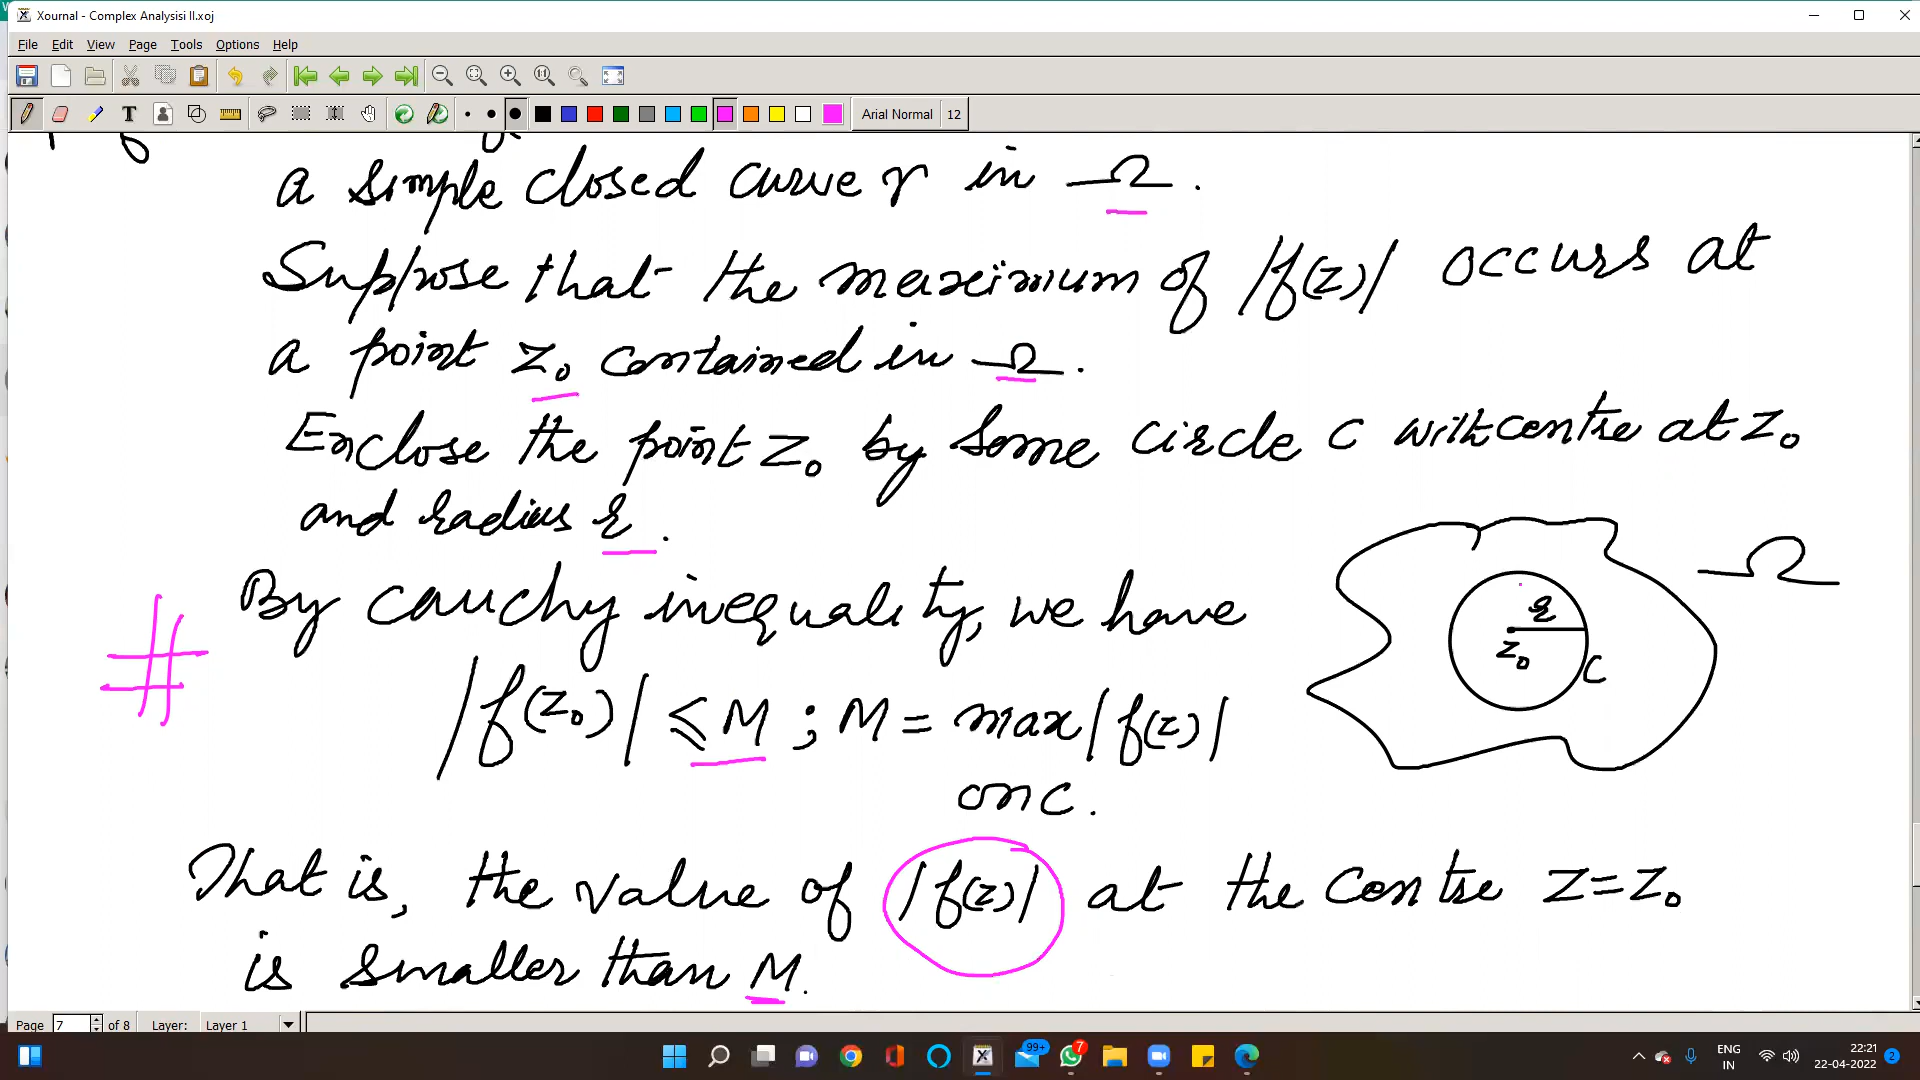 Xournal - Complex Analysisi II.xoj
File Edit View Page Tools Options Help
Arial Normal 12
a simple closed curve γ in Ω.
Suppose that the maximum of |f(z)| occurs at
a point z₀ contained in Ω.
Enclose the point z₀ by some circle C with centre at z₀
and radius r.
By Cauchy inequality, we have
|f(z₀)| ≤ M ; M = max |f(z)|
on C.
#
Ω
r
z₀
C
That is, the value of |f(z)| at the centre z=z₀
is smaller than M.
Page 7 of 8 Layer: Layer 1
99+
7
ENG
IN
22:21
22-04-2022
2